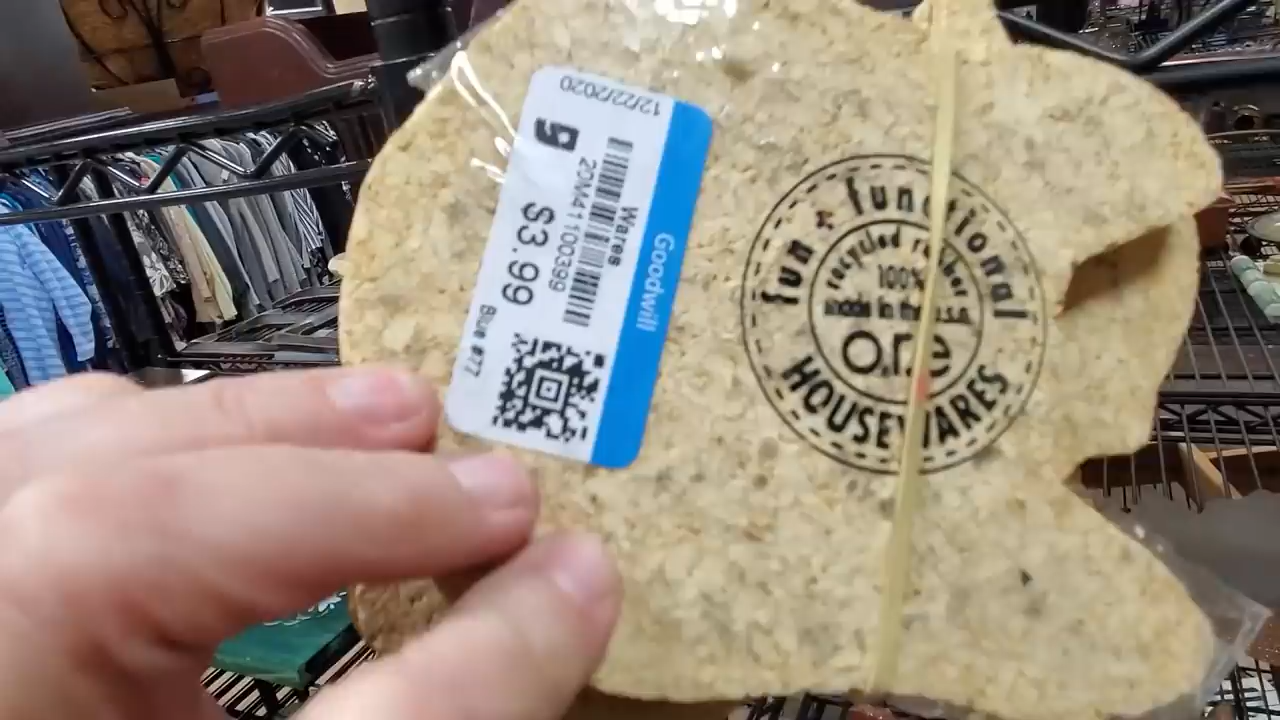 12/22/2020
Goodwill
Wares
20M41100399
$3.99
Blue #77
fun + functional
recycled rubber
100%
made in the
o.r.e
HOUSEWARES